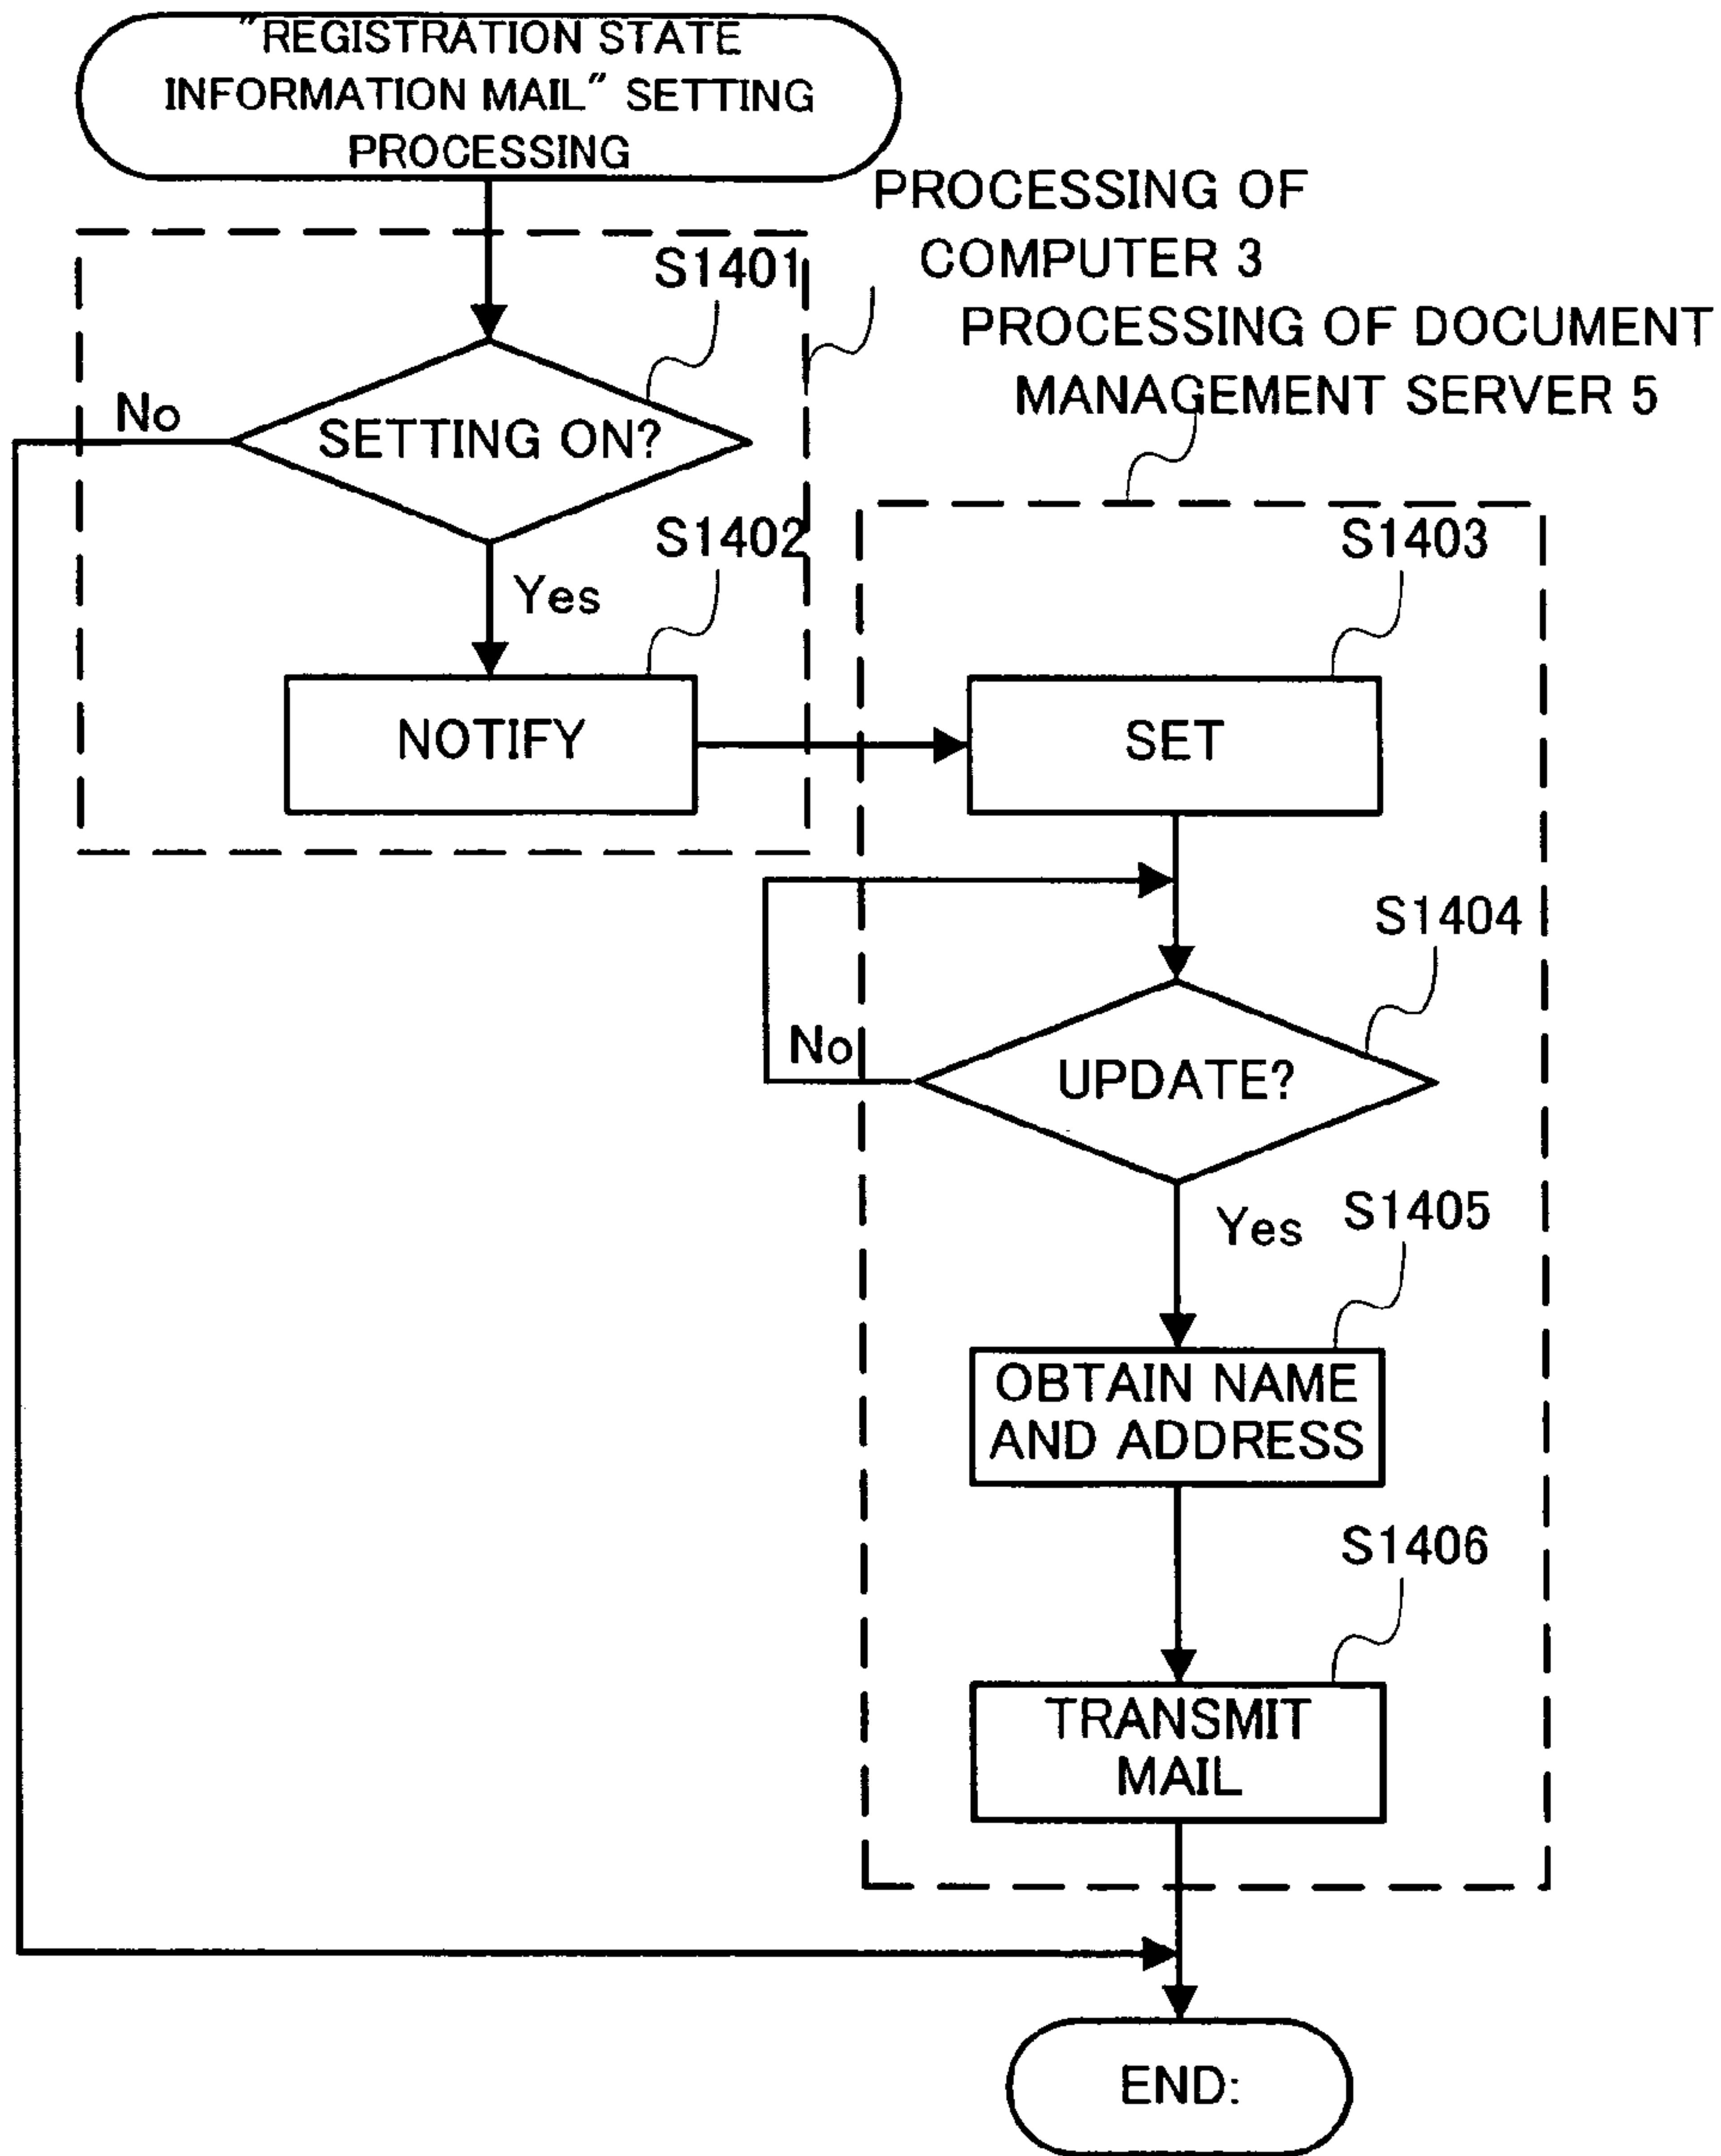 "REGISTRATION STATE
INFORMATION MAIL" SETTING
PROCESSING
PROCESSING OF
COMPUTER 3
S1401
PROCESSING OF DOCUMENT
MANAGEMENT SERVER 5
No
SETTING ON?
S1402
S1403
Yes
NOTIFY
SET
S1404
No
UPDATE?
Yes
S1405
OBTAIN NAME
AND ADDRESS
S1406
TRANSMIT
MAIL
END: